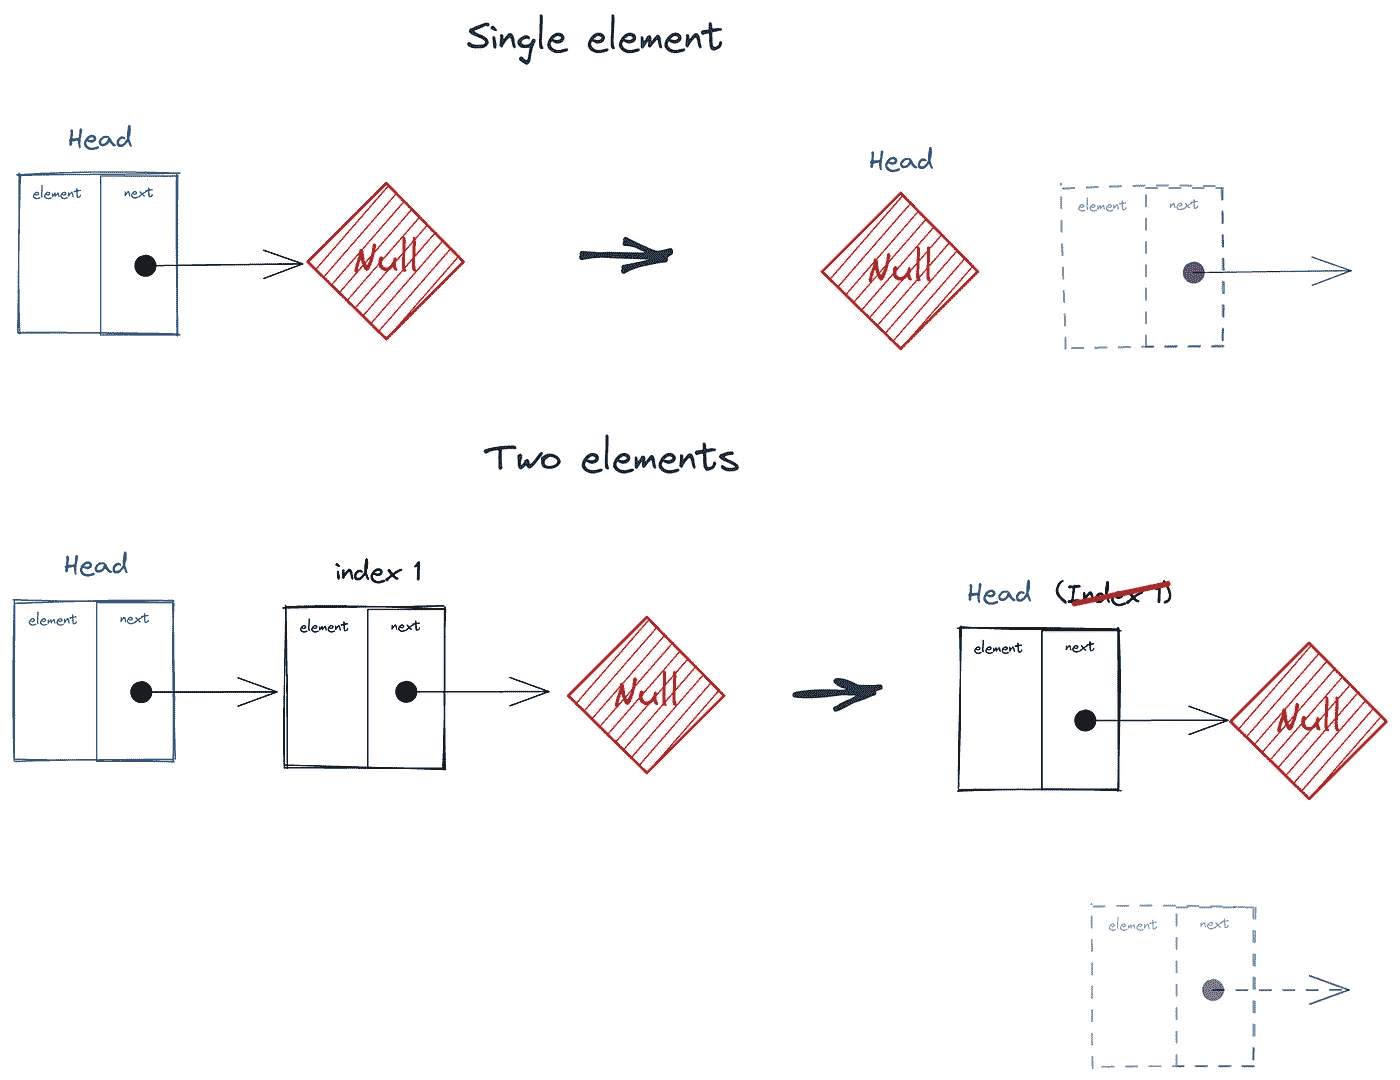 Single element
Head
element next
Null
Head
Null
element next
Two elements
Head
element next
index 1
element next
Null
Head (Index 1)
element next
Null
element next